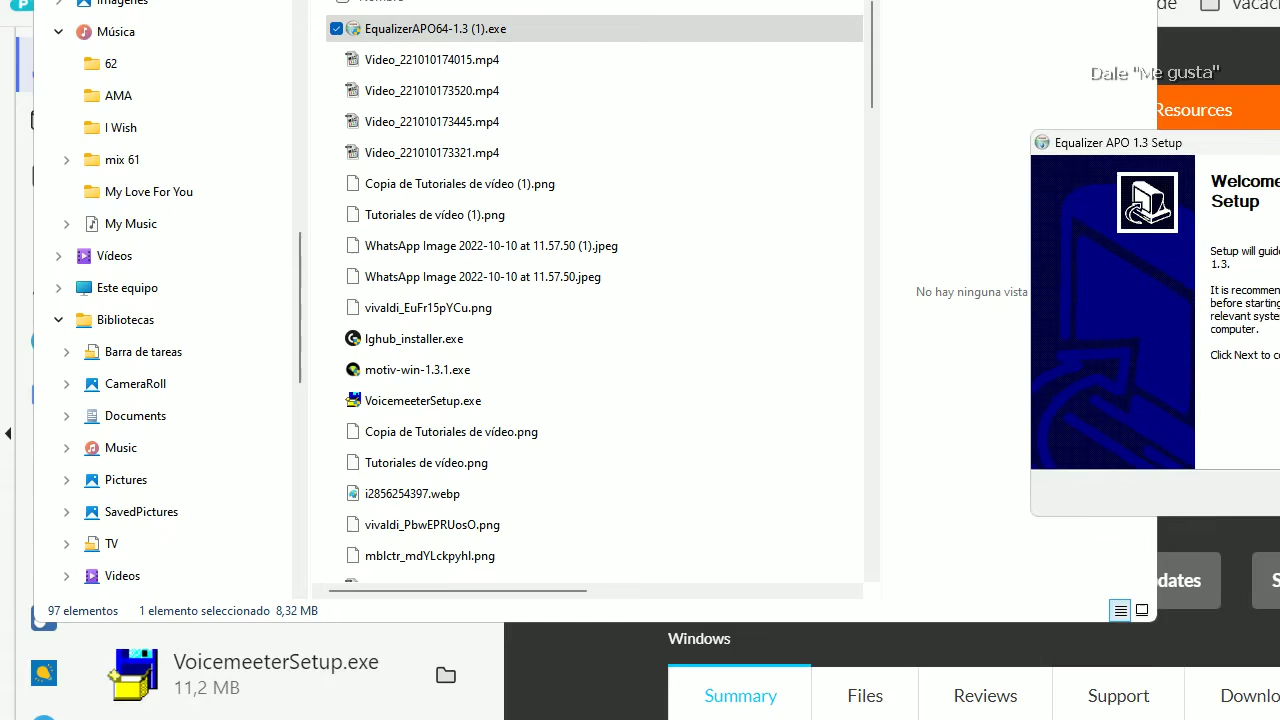 Música
62
AMA
I Wish
mix 61
My Love For You
My Music
Vídeos
Este equipo
Bibliotecas
Barra de tareas
CameraRoll
Documents
Music
Pictures
SavedPictures
TV
Videos
EqualizerAPO64-1.3 (1).exe
Video_221010174015.mp4
Video_221010173520.mp4
Video_221010173445.mp4
Video_221010173321.mp4
Copia de Tutoriales de vídeo (1).png
Tutoriales de vídeo (1).png
WhatsApp Image 2022-10-10 at 11.57.50 (1).jpeg
WhatsApp Image 2022-10-10 at 11.57.50.jpeg
vivaldi_EuFr15pYCu.png
lghub_installer.exe
motiv-win-1.3.1.exe
VoicemeeterSetup.exe
Copia de Tutoriales de vídeo.png
Tutoriales de vídeo.png
i2856254397.webp
vivaldi_PbwEPRUosO.png
mblctr_mdYLckpyhl.png
No hay ninguna vista
97 elementos 1 elemento seleccionado 8,32 MB
Dale "Me gusta"
Resources
Equalizer APO 1.3 Setup
Welcome
Setup
Setup will guid
1.3.
It is recommen
before starting
relevant syste
computer.
Click Next to c
dates
VoicemeeterSetup.exe
11,2 MB
Windows
Summary
Files
Reviews
Support
Downlo